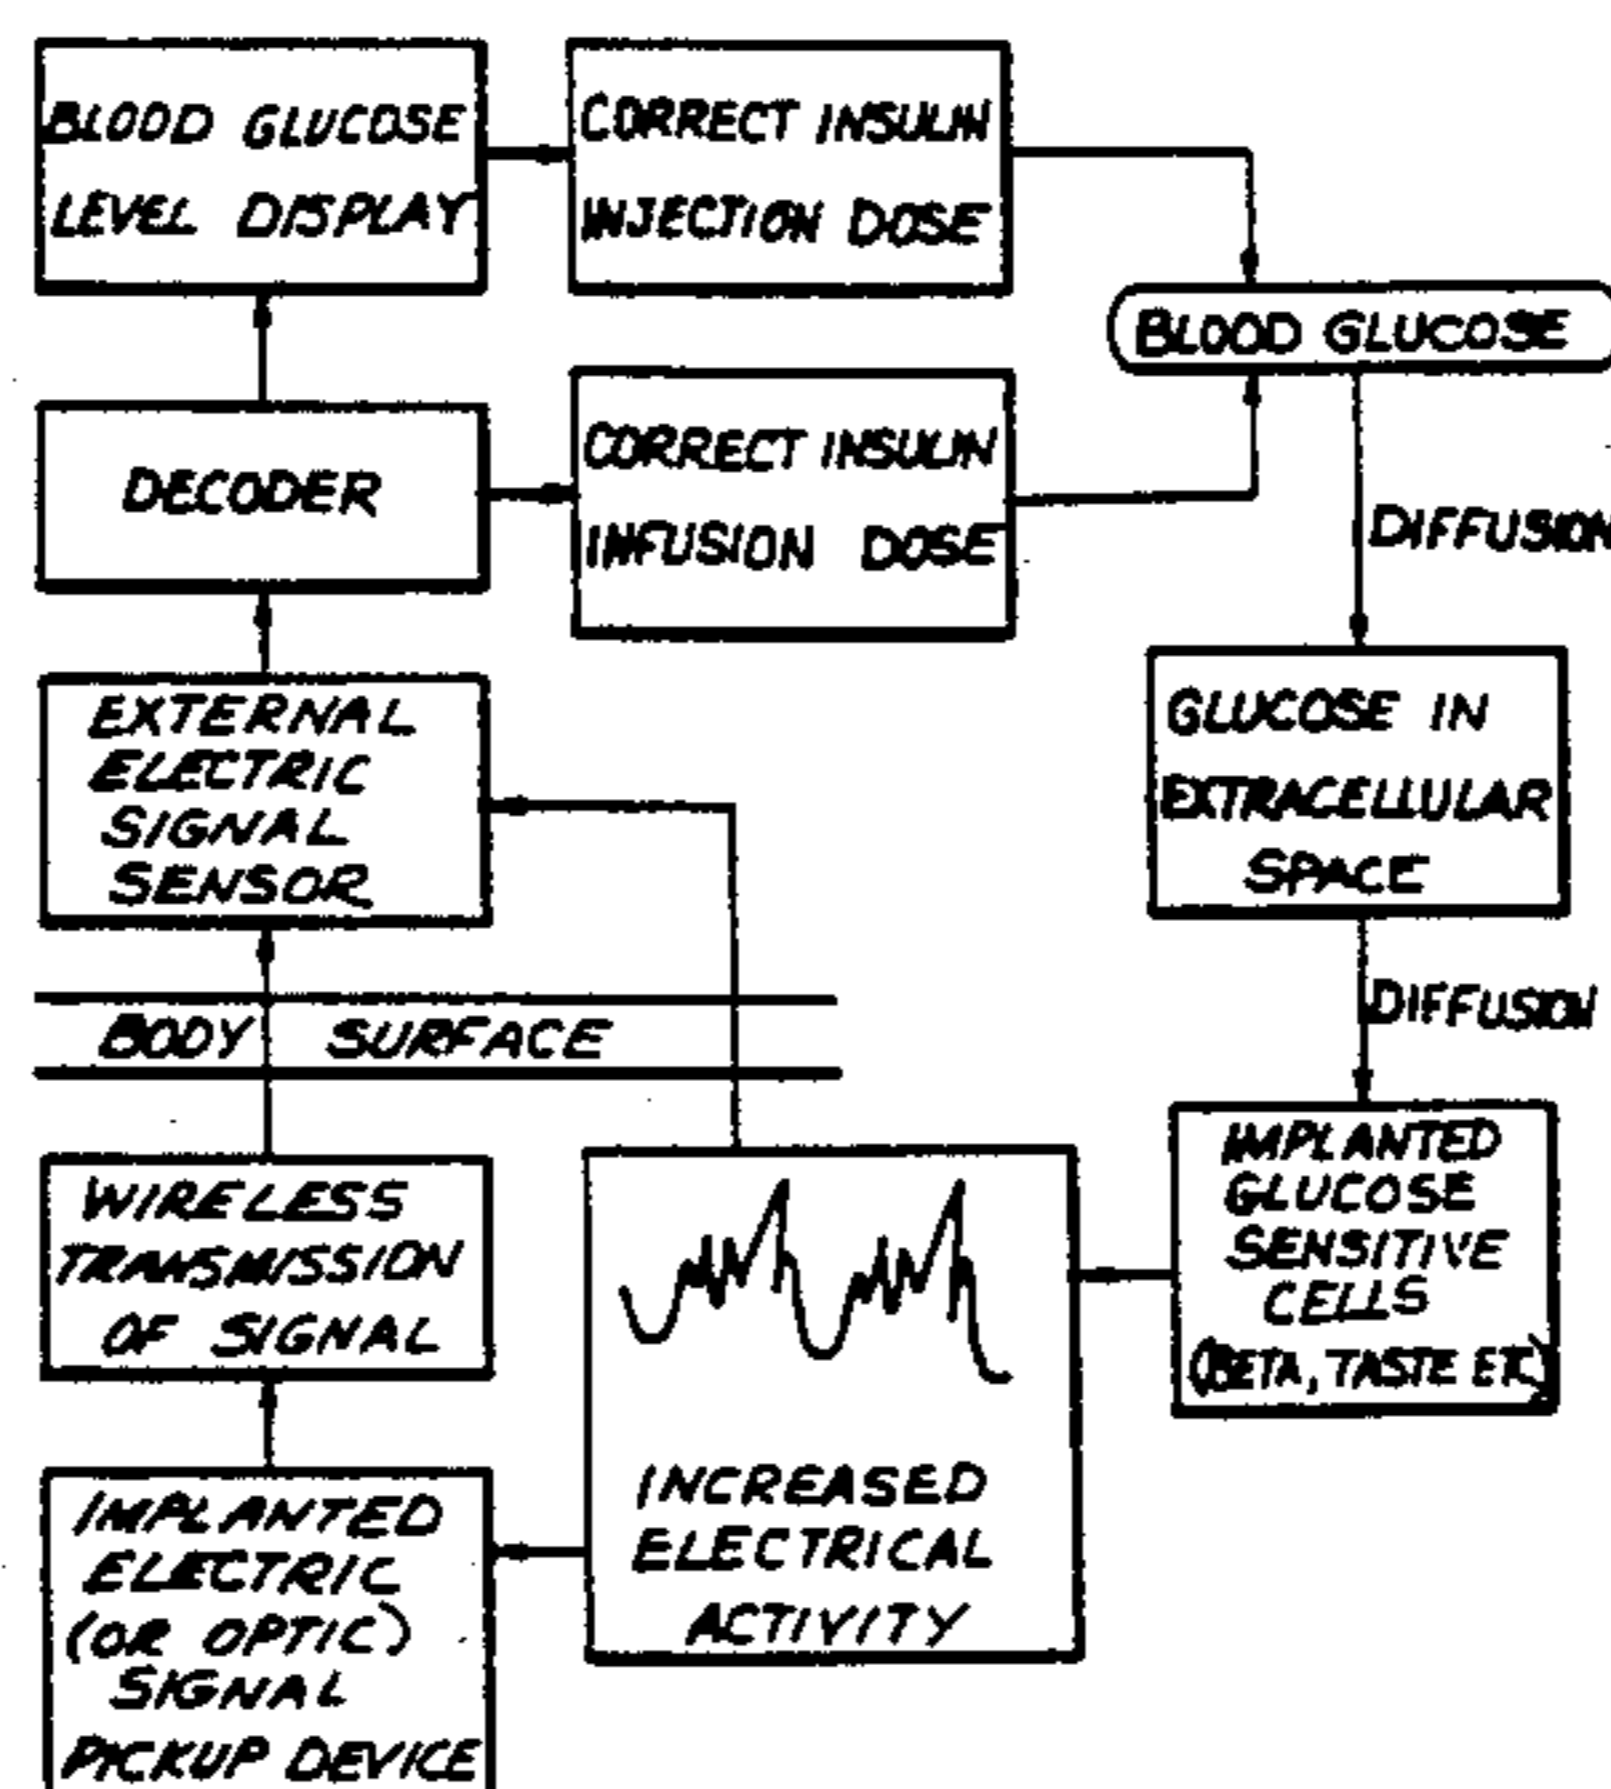 BLOOD GLUCOSE
LEVEL DISPLAY
CORRECT INSULIN
INJECTION DOSE
BLOOD GLUCOSE
DECODER
CORRECT INSULIN
INFUSION DOSE
DIFFUSION
EXTERNAL
ELECTRIC
SIGNAL
SENSOR
GLUCOSE IN
EXTRACELLULAR
SPACE
DIFFUSION
BODY SURFACE
WIRELESS
TRANSMISSION
OF SIGNAL
INCREASED
ELECTRICAL
ACTIVITY
IMPLANTED
GLUCOSE
SENSITIVE
CELLS
(BETA, TASTE ETC)
IMPLANTED
ELECTRIC
(OR OPTIC)
SIGNAL
PICKUP DEVICE